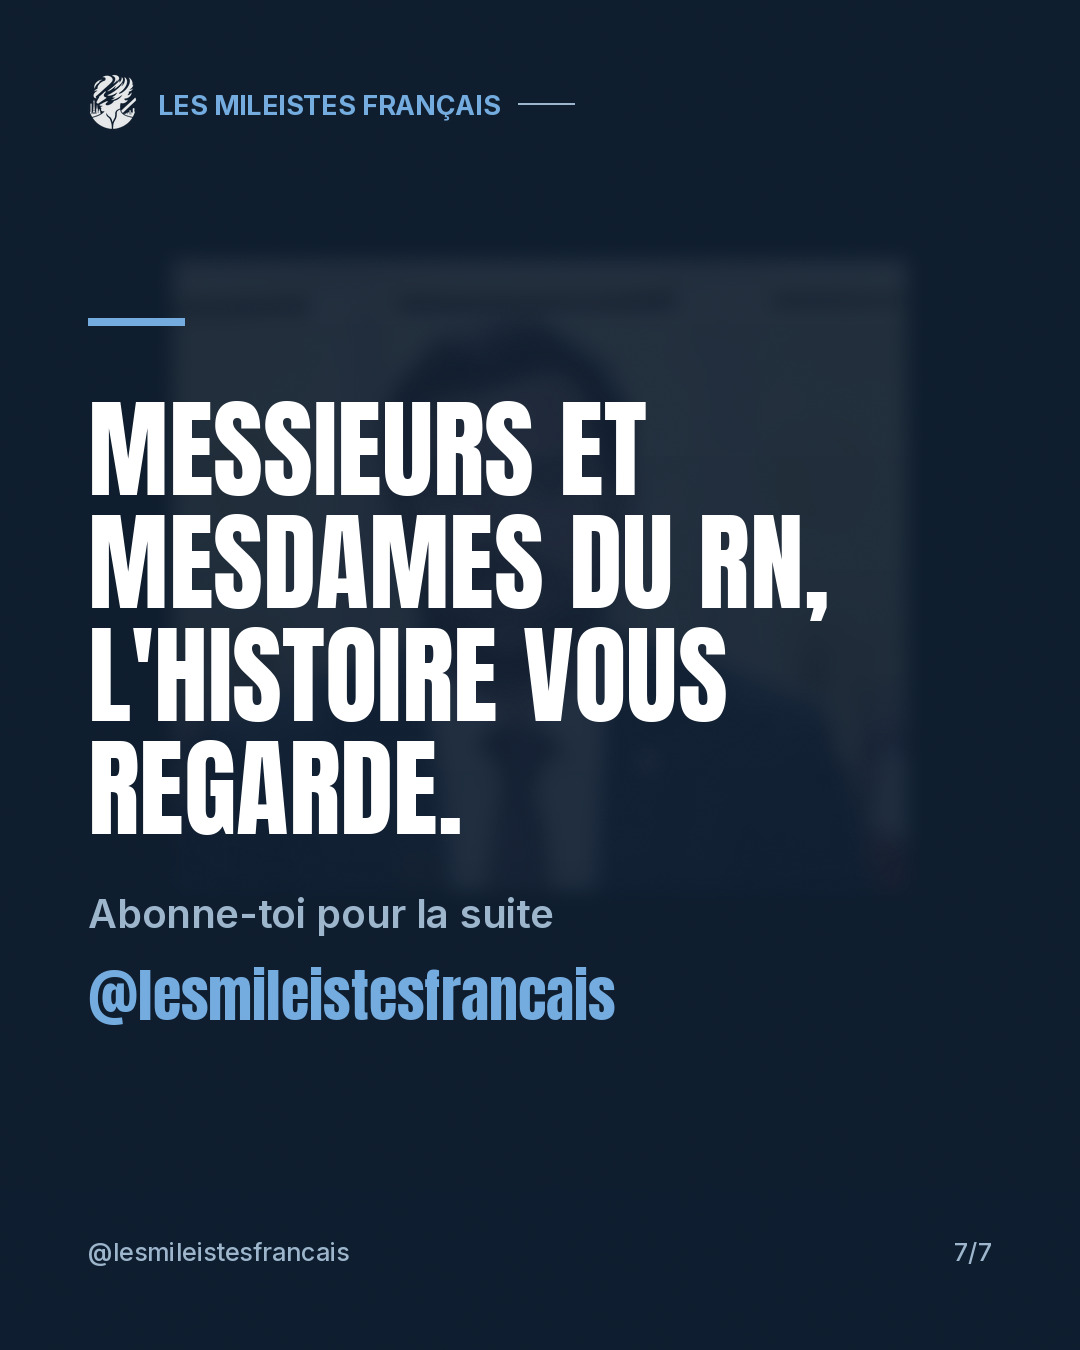 LES MILEISTES FRANÇAIS
MESSIEURS ET
MESDAMES DU RN,
L'HISTOIRE VOUS
REGARDE.
Abonne-toi pour la suite
@lesmileistesfrancais
@lesmileistesfrancais
7/7